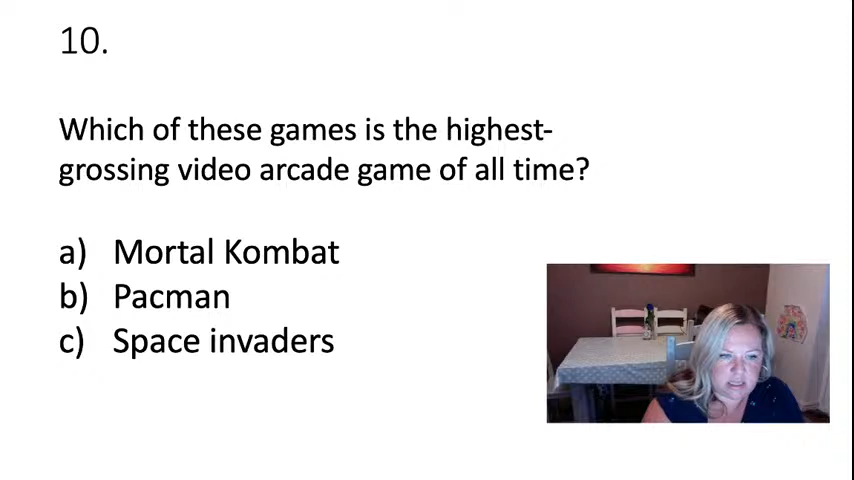 10.
Which of these games is the highest-
grossing video arcade game of all time?
a) Mortal Kombat
b) Pacman
c) Space invaders